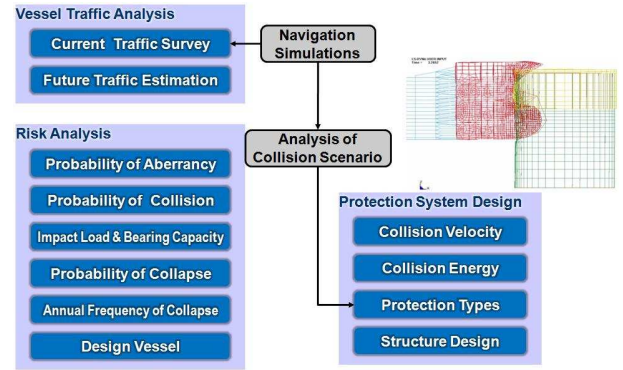 Vessel Traffic Analysis
Current Traffic Survey
Future Traffic Estimation
Navigation
Simulations
Risk Analysis
Probability of Aberrancy
Probability of Collision
Impact Load & Bearing Capacity
Probability of Collapse
Annual Frequency of Collapse
Design Vessel
Analysis of
Collision Scenario
Protection System Design
Collision Velocity
Collision Energy
Protection Types
Structure Design